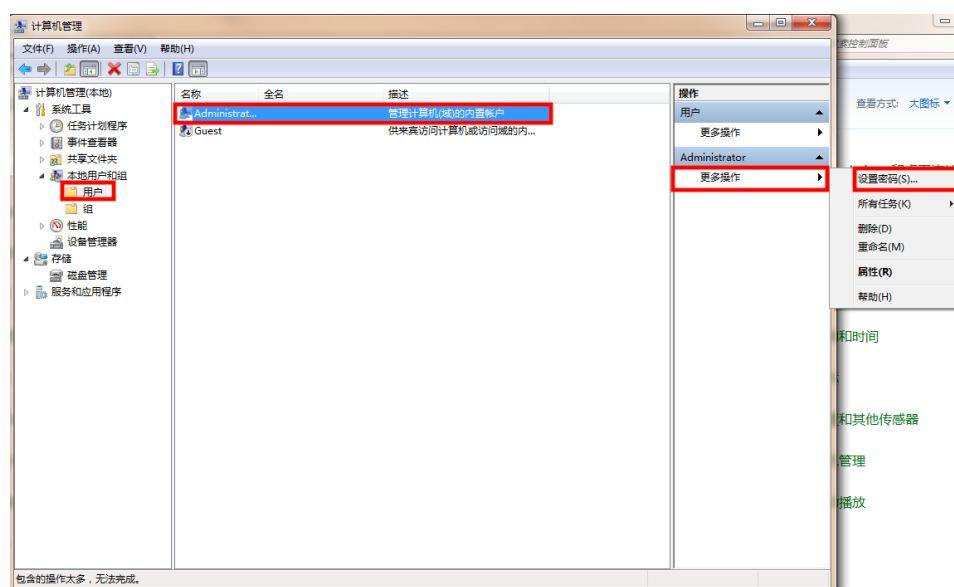 计算机管理
文件(F) 操作(A) 查看(V) 帮助(H)
计算机管理(本地)
系统工具
任务计划程序
事件查看器
共享文件夹
本地用户和组
用户
组
性能
设备管理器
存储
磁盘管理
服务和应用程序
名称 全名 描述
Administrat... 管理计算机(域)的内置帐户
Guest 供来宾访问计算机或访问域的内...
操作
用户
更多操作
Administrator
更多操作
设置密码(S)...
所有任务(K)
删除(D)
重命名(M)
属性(R)
帮助(H)
控制面板
查看方式: 大图标
和时间
和其他传感器
管理
播放
包含的操作太多，无法完成。